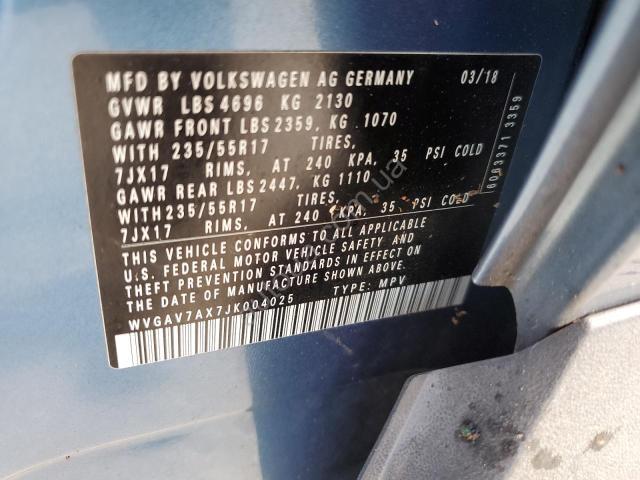 MFD BY VOLKSWAGEN AG GERMANY 03/18
GVWR LBS 4696 KG 2130
GAWR FRONT LBS 2359, KG 1070
WITH 235/55R17 TIRES,
7JX17 RIMS, AT 240 KPA, 35 PSI COLD
GAWR REAR LBS 2447, KG 1110
WITH 235/55R17 TIRES,
7JX17 RIMS, AT 240 KPA, 35 PSI COLD
THIS VEHICLE CONFORMS TO ALL APPLICABLE
U.S. FEDERAL MOTOR VEHICLE SAFETY AND
THEFT PREVENTION STANDARDS IN EFFECT ON
THE DATE OF MANUFACTURE SHOWN ABOVE.
WVGAV7AX7JK004025 TYPE: MPV
6063371 3359